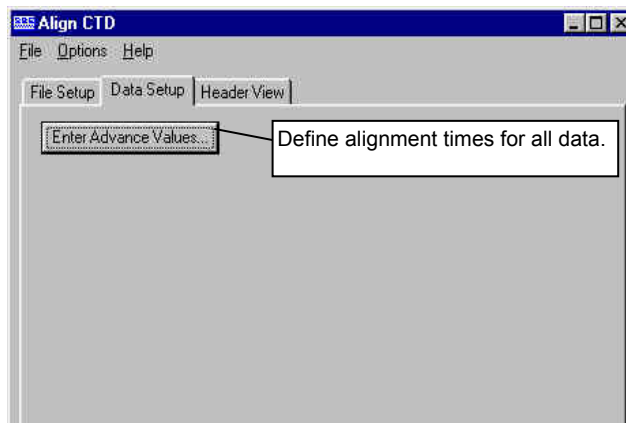 Align CTD
File Options Help
File Setup Data Setup Header View
Enter Advance Values...
Define alignment times for all data.